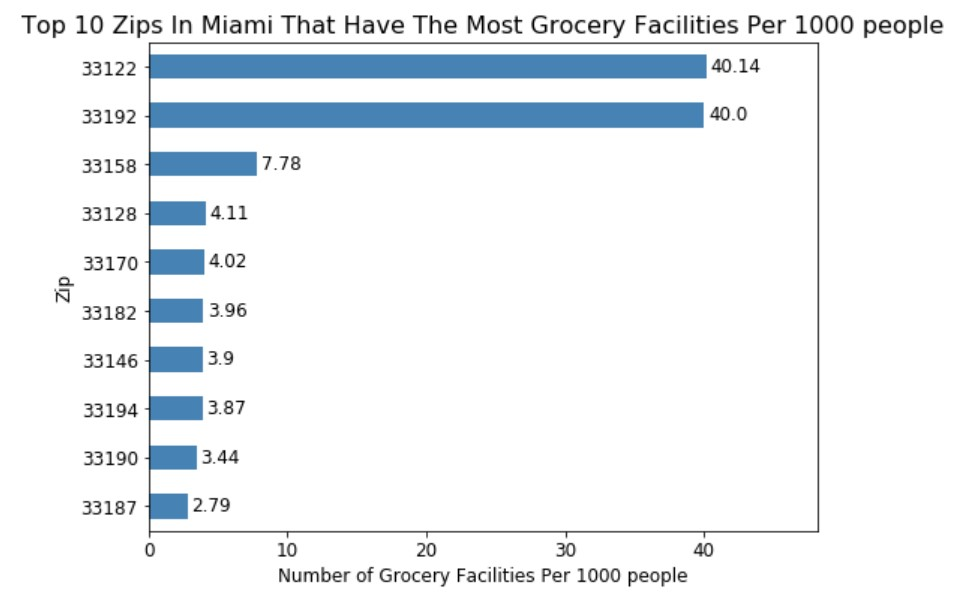 Top 10 Zips In Miami That Have The Most Grocery Facilities Per 1000 people
33122 40.14
33192 40.0
33158 7.78
33128 4.11
33170 4.02
Zip
33182 3.96
33146 3.9
33194 3.87
33190 3.44
33187 2.79
0 10 20 30 40
Number of Grocery Facilities Per 1000 people